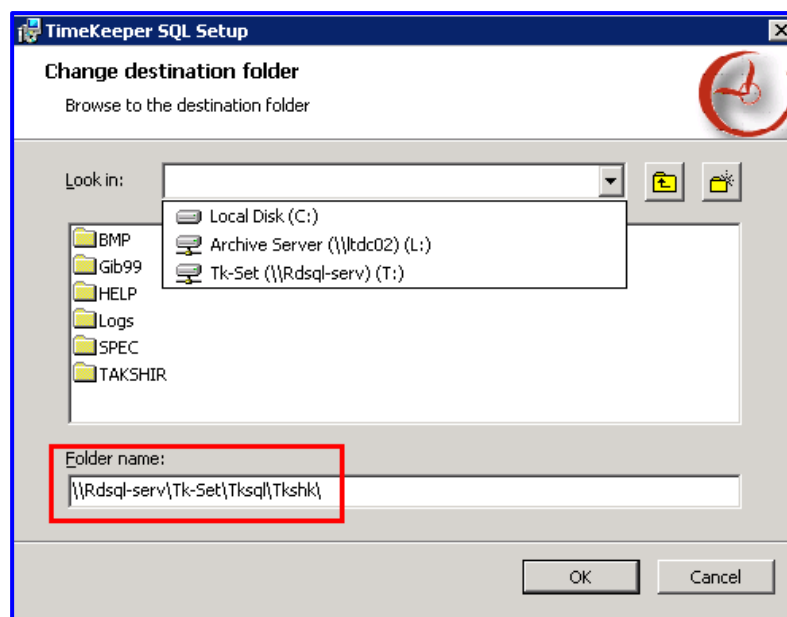 TimeKeeper SQL Setup
Change destination folder
Browse to the destination folder
Look in:
Local Disk (C:)
Archive Server (\\ltdc02) (L:)
Tk-Set (\\Rdsql-serv) (T:)
BMP
Gib99
HELP
Logs
SPEC
TAKSHIR
Folder name:
\\Rdsql-serv\Tk-Set\Tksql\Tkshk\
OK Cancel